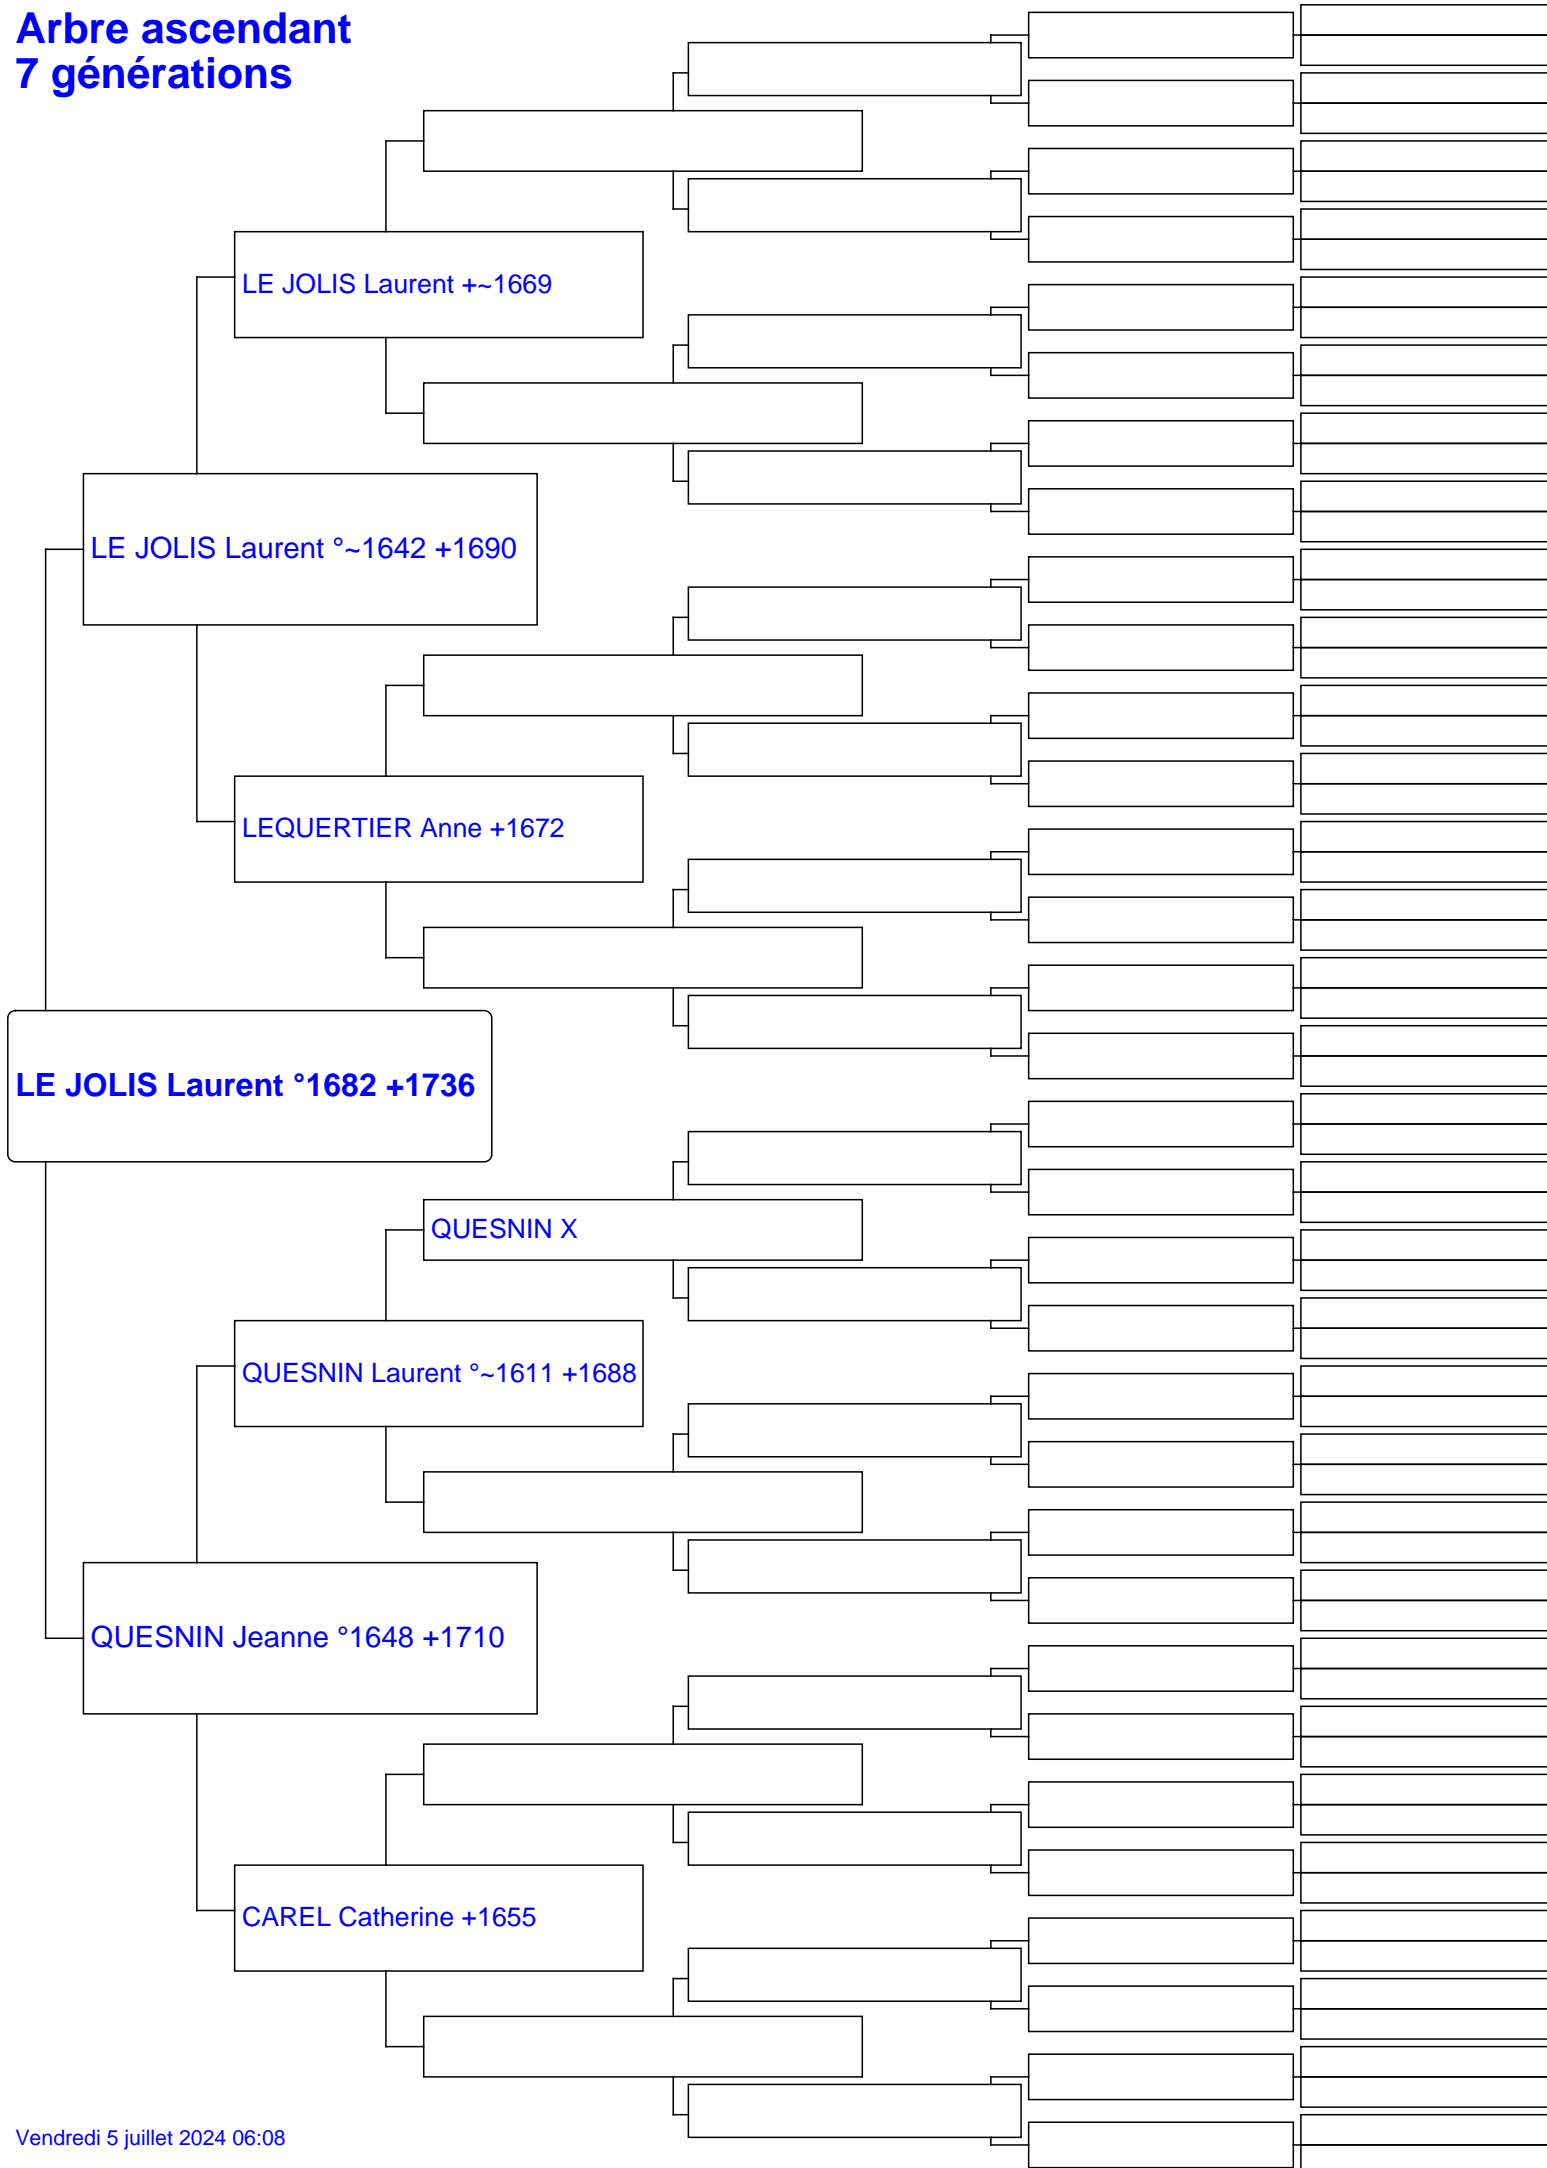 Arbre ascendant
7 générations
LE JOLIS Laurent +~1669
LE JOLIS Laurent °~1642 +1690
LEQUERTIER Anne +1672
LE JOLIS Laurent °1682 +1736
QUESNIN X
QUESNIN Laurent °~1611 +1688
QUESNIN Jeanne °1648 +1710
CAREL Catherine +1655
Vendredi 5 juillet 2024 06:08